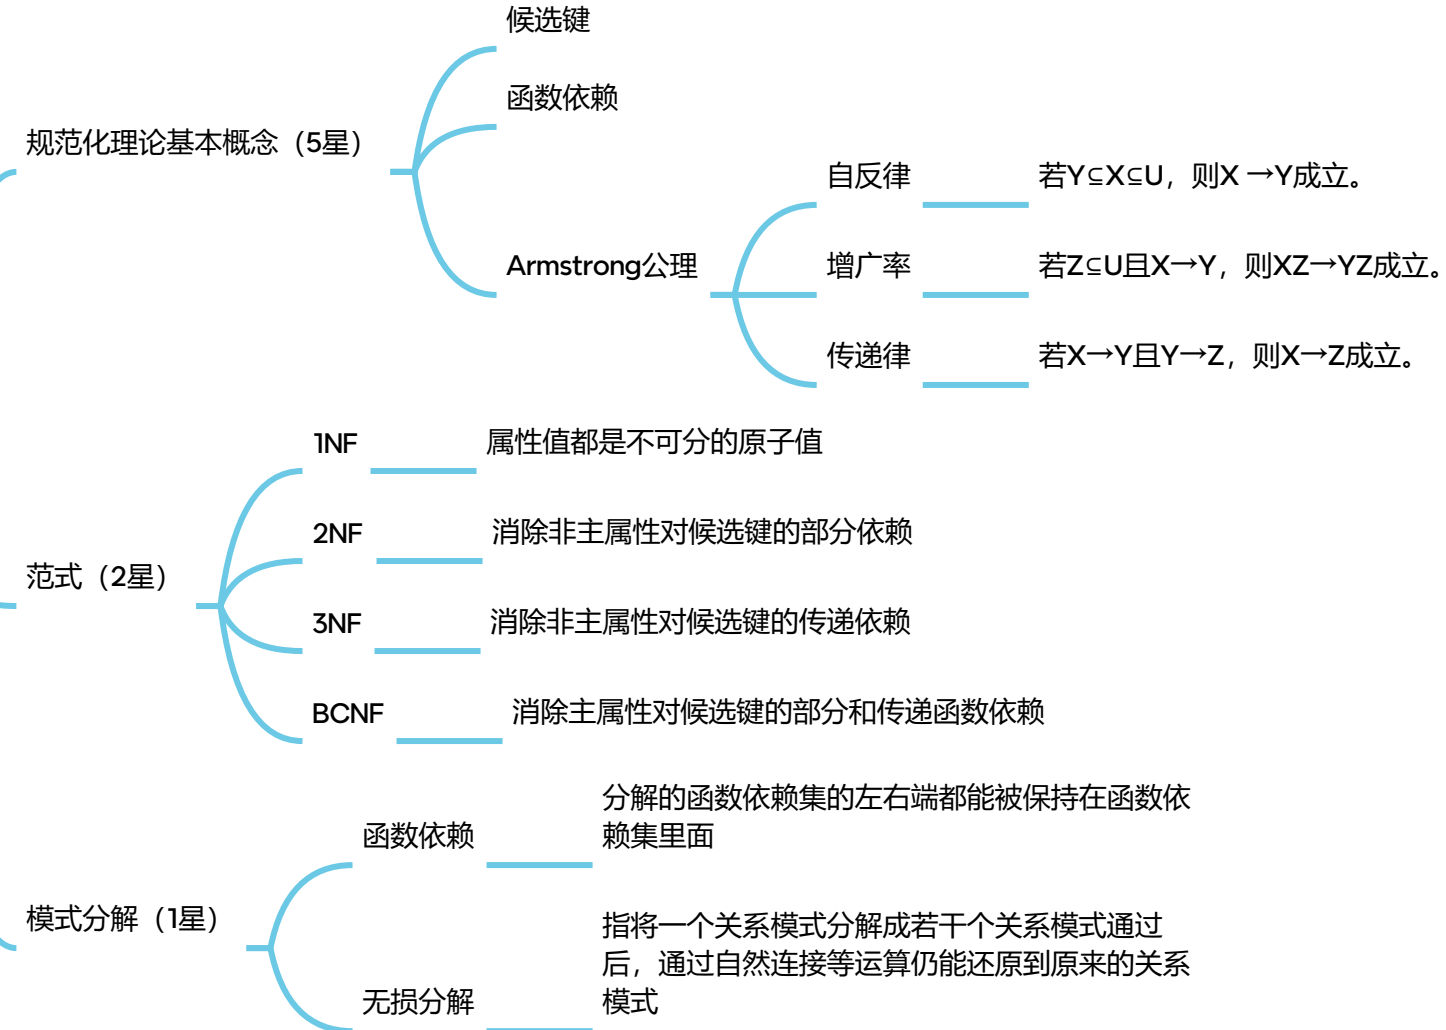 候选键
函数依赖
规范化理论基本概念（5星）
自反律
若Y⊆X⊆U，则X →Y成立。
Armstrong公理
增广率
若Z⊆U且X→Y，则XZ→YZ成立。
传递律
若X→Y且Y→Z，则X→Z成立。
1NF
属性值都是不可分的原子值
2NF
消除非主属性对候选键的部分依赖
范式（2星）
3NF
消除非主属性对候选键的传递依赖
BCNF
消除主属性对候选键的部分和传递函数依赖
函数依赖
分解的函数依赖集的左右端都能被保持在函数依
赖集里面
模式分解（1星）
无损分解
指将一个关系模式分解成若干个关系模式通过
后，通过自然连接等运算仍能还原到原来的关系
模式